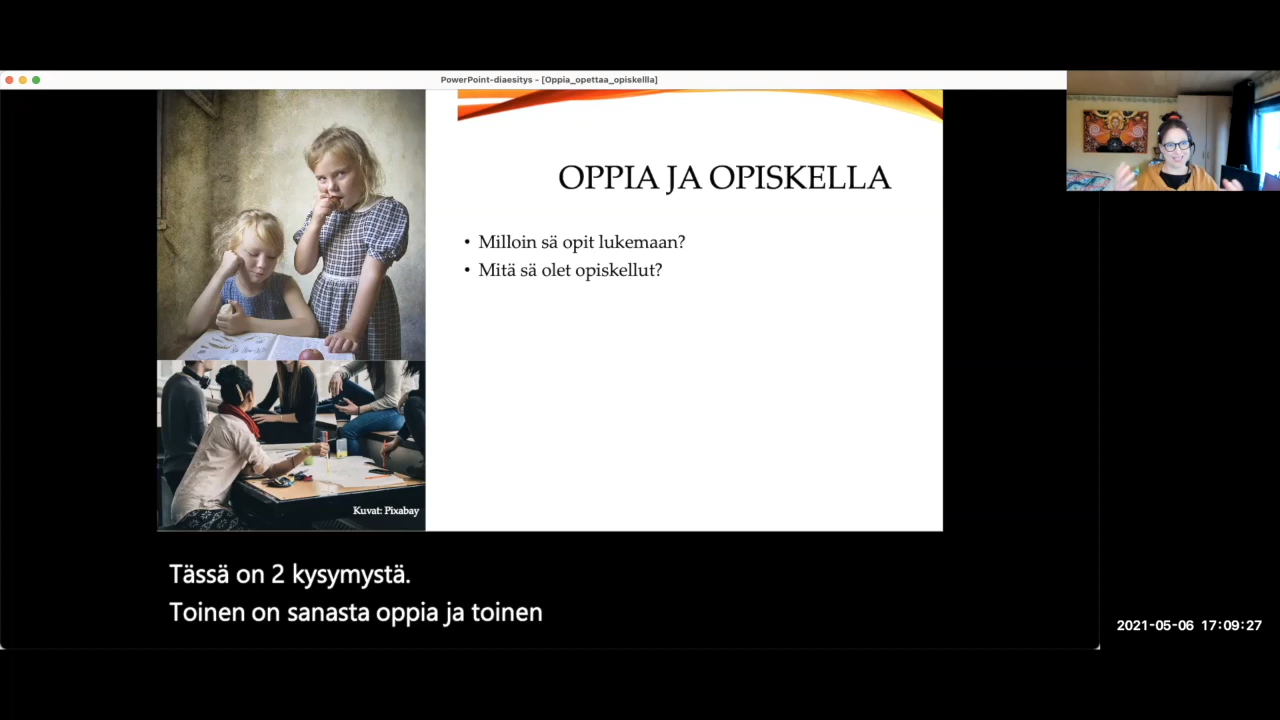 PowerPoint-diaesitys - [Oppia_opettaa_opiskellla]
OPPIA JA OPISKELLA
• Milloin sä opit lukemaan?
• Mitä sä olet opiskellut?
Kuvat: Pixabay
Tässä on 2 kysymystä.
Toinen on sanasta oppia ja toinen
2021-05-06 17:09:27